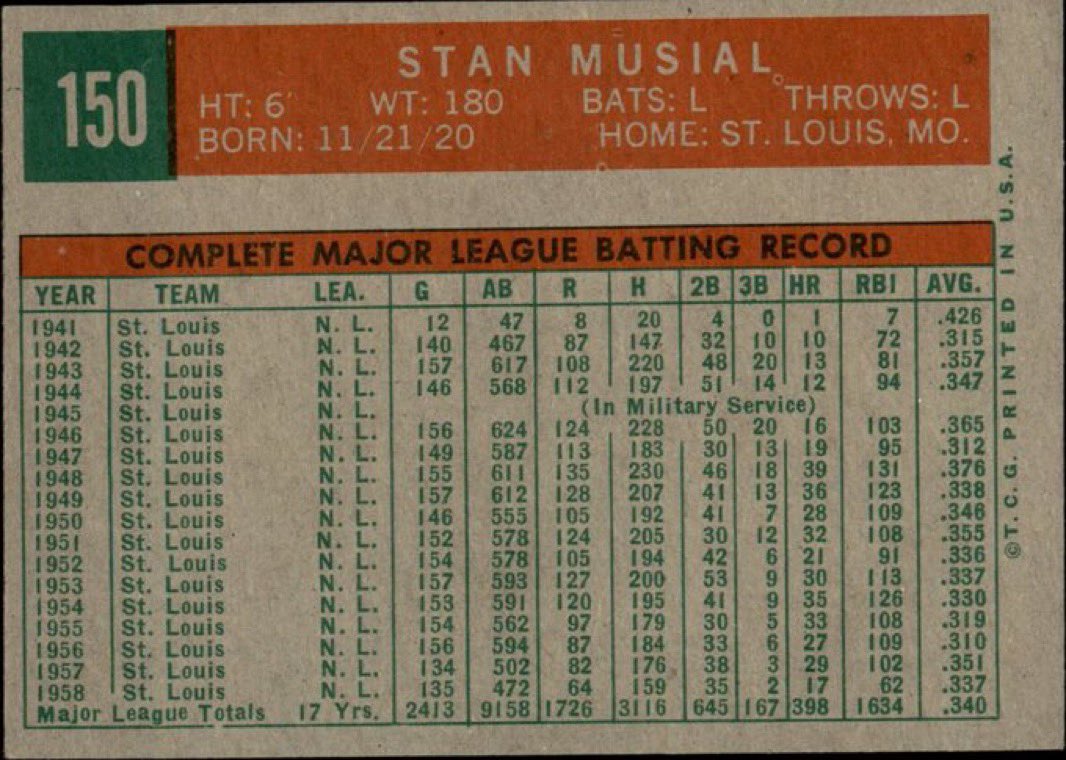 150
STAN MUSIAL
HT: 6' WT: 180 BATS: L THROWS: L
BORN: 11/21/20 HOME: ST. LOUIS, MO.
COMPLETE MAJOR LEAGUE BATTING RECORD
YEAR TEAM LEA. G AB R H 2B 3B HR RBI AVG.
1941 St. Louis N. L. 12 47 8 20 4 0 1 7 .426
1942 St. Louis N. L. 140 467 87 147 32 10 10 72 .315
1943 St. Louis N. L. 157 617 108 220 48 20 13 81 .357
1944 St. Louis N. L. 146 568 112 197 51 14 12 94 .347
1945 St. Louis N. L. (In Military Service)
1946 St. Louis N. L. 156 624 124 228 50 20 16 103 .365
1947 St. Louis N. L. 149 587 113 183 30 13 19 95 .312
1948 St. Louis N. L. 155 611 135 230 46 18 39 131 .376
1949 St. Louis N. L. 157 612 128 207 41 13 36 123 .338
1950 St. Louis N. L. 146 555 105 192 41 7 28 109 .346
1951 St. Louis N. L. 152 578 124 205 30 12 32 108 .355
1952 St. Louis N. L. 154 578 105 194 42 6 21 91 .336
1953 St. Louis N. L. 157 593 127 200 53 9 30 113 .337
1954 St. Louis N. L. 153 591 120 195 41 9 35 126 .330
1955 St. Louis N. L. 154 562 97 179 30 5 33 108 .319
1956 St. Louis N. L. 156 594 87 184 33 6 27 109 .310
1957 St. Louis N. L. 134 502 82 176 38 3 29 102 .351
1958 St. Louis N. L. 135 472 64 159 35 2 17 62 .337
Major League Totals 17 Yrs. 2413 9158 1726 3116 645 167 398 1634 .340
©T.C.G. PRINTED IN U.S.A.